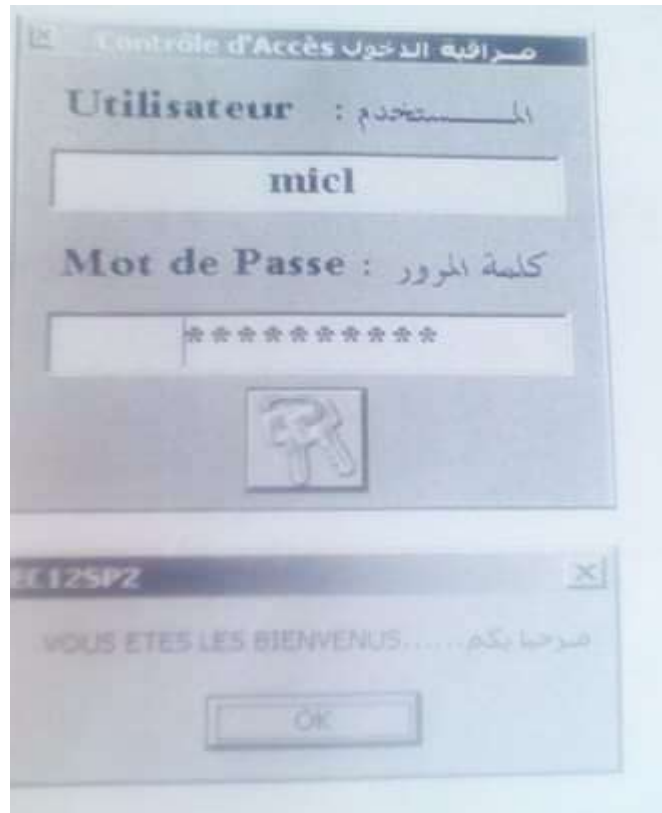 Contrôle d'Accès مراقبة الدخول
Utilisateur : المستخدم
micl
Mot de Passe : كلمة المرور
**********
EC12SP2
VOUS ETES LES BIENVENUS......مرحبا بكم
OK